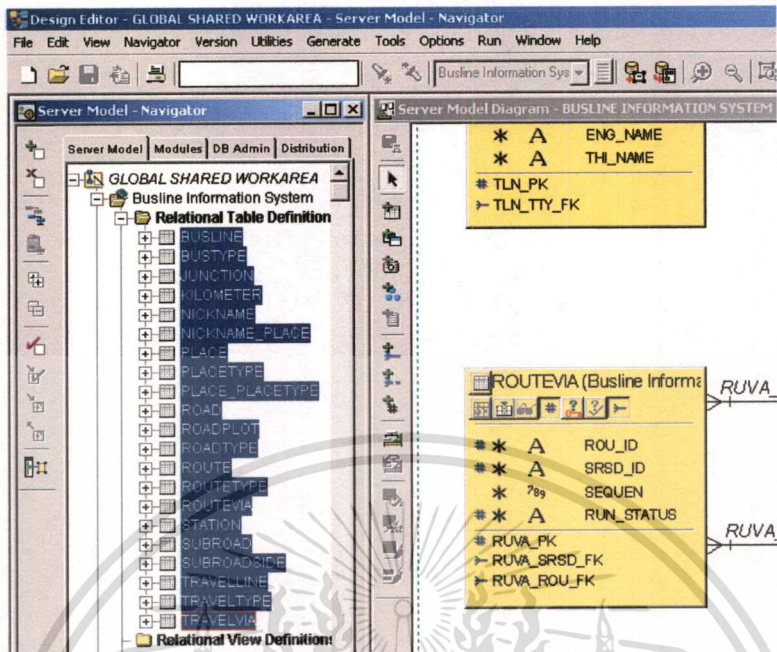 Design Editor - GLOBAL SHARED WORKAREA - Server Model - Navigator
File Edit View Navigator Version Utilities Generate Tools Options Run Window Help
Busline Information Sys
Server Model - Navigator
Server Model Modules DB Admin Distribution
GLOBAL SHARED WORKAREA
Busline Information System
Relational Table Definition
BUSLINE
BUSTYPE
JUNCTION
KILOMETER
NICKNAME
NICKNAME_PLACE
PLACE
PLACETYPE
PLACE_PLACETYPE
ROAD
ROADPLOT
ROADTYPE
ROUTE
ROUTETYPE
ROUTEVIA
STATION
SUBROAD
SUBROADSIDE
TRAVELLINE
TRAVELTYPE
TRAVELVIA
Relational View Definition
Server Model Diagram - BUSLINE INFORMATION SYSTEM
* A ENG_NAME
* A THI_NAME
# TLN_PK
TLN_TTY_FK
ROUTEVIA (Busline Informa
# * A ROU_ID
# * A SRSD_ID
* 789 SEQUEN
# * A RUN_STATUS
# RUVA_PK
RUVA_SRSD_FK
RUVA_ROU_FK
RUVA_
RUVA_